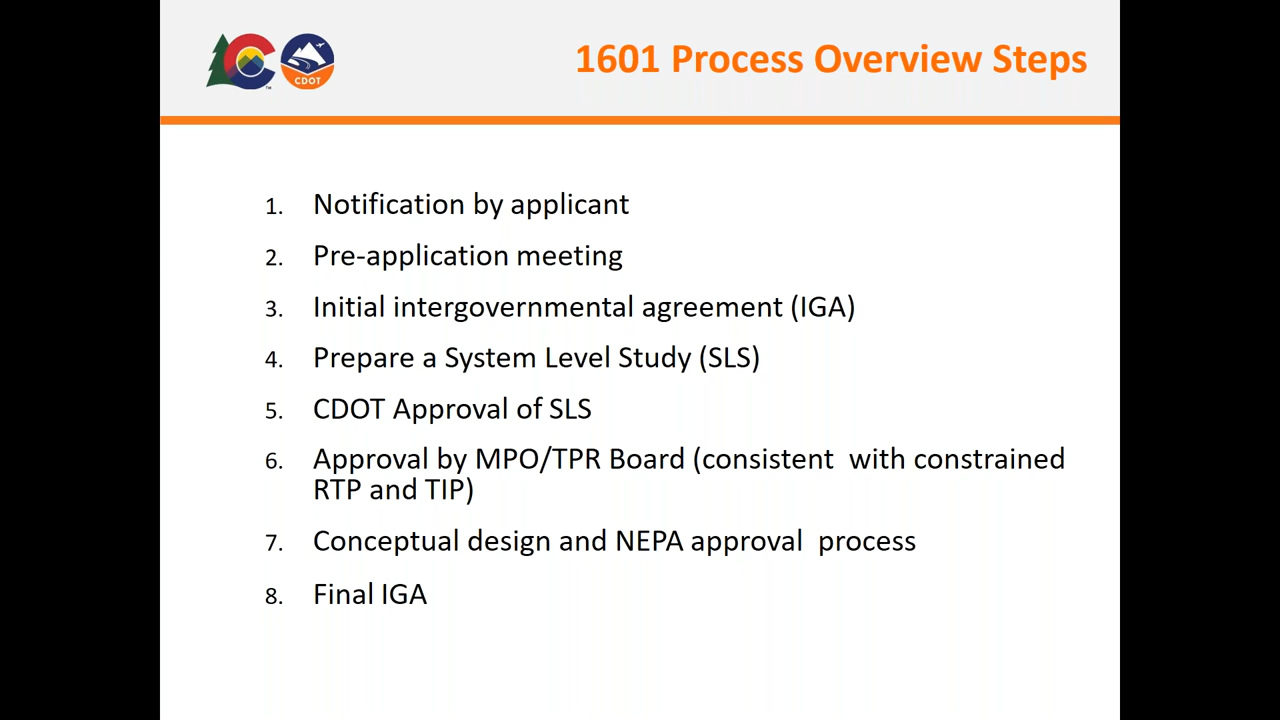 CDOT
1601 Process Overview Steps
1. Notification by applicant
2. Pre-application meeting
3. Initial intergovernmental agreement (IGA)
4. Prepare a System Level Study (SLS)
5. CDOT Approval of SLS
6. Approval by MPO/TPR Board (consistent with constrained
RTP and TIP)
7. Conceptual design and NEPA approval process
8. Final IGA